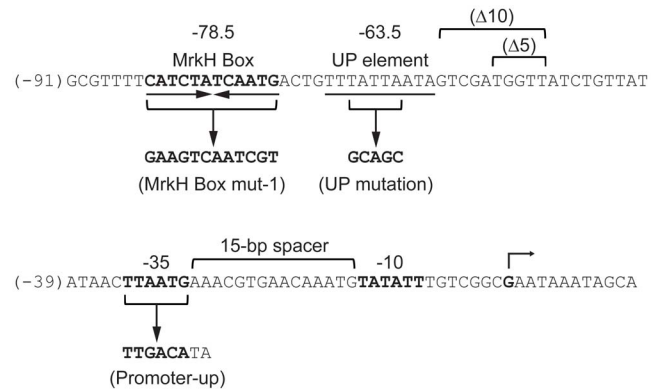 -78.5 -63.5 (Δ10)
MrkH Box UP element (Δ5)
(-91)GCGTTTTCATCTATCAATGACTGTTTATTAATAGTCGATGGTTATCTGTTAT
GAAGTCAATCGT GCAGC
(MrkH Box mut-1) (UP mutation)
15-bp spacer
-35 -10
(-39)ATAACTTAATGAAACGTGAACAAATGTATATTTGTCGGCGAATAAATAGCA
TTGACATA
(Promoter-up)